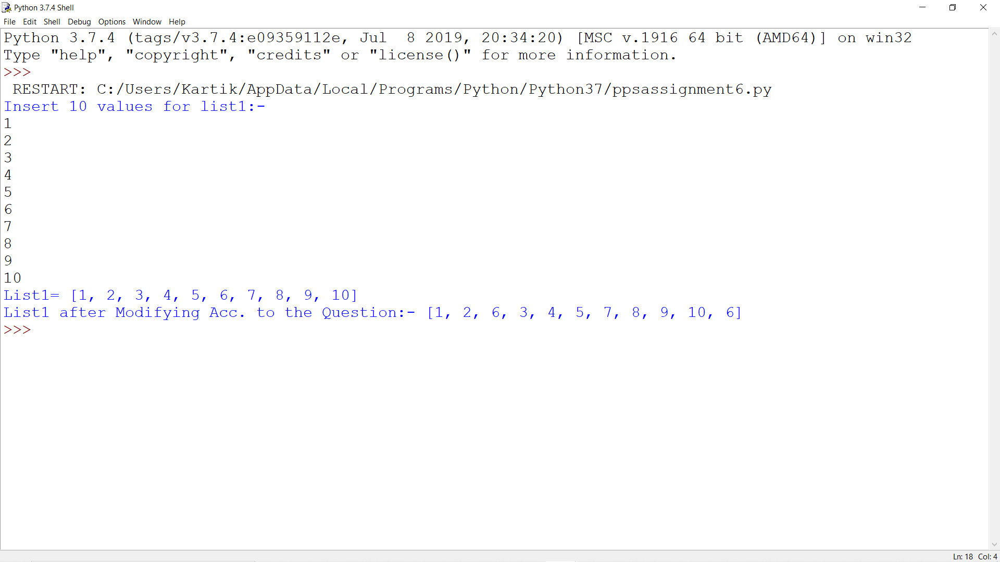 Python 3.7.4 Shell
File Edit Shell Debug Options Window Help
Python 3.7.4 (tags/v3.7.4:e09359112e, Jul  8 2019, 20:34:20) [MSC v.1916 64 bit (AMD64)] on win32
Type "help", "copyright", "credits" or "license()" for more information.
>>>
 RESTART: C:/Users/Kartik/AppData/Local/Programs/Python/Python37/ppsassignment6.py
Insert 10 values for list1:-
1
2
3
4
5
6
7
8
9
10
List1= [1, 2, 3, 4, 5, 6, 7, 8, 9, 10]
List1 after Modifying Acc. to the Question:- [1, 2, 6, 3, 4, 5, 7, 8, 9, 10, 6]
>>>
Ln: 18 Col: 4